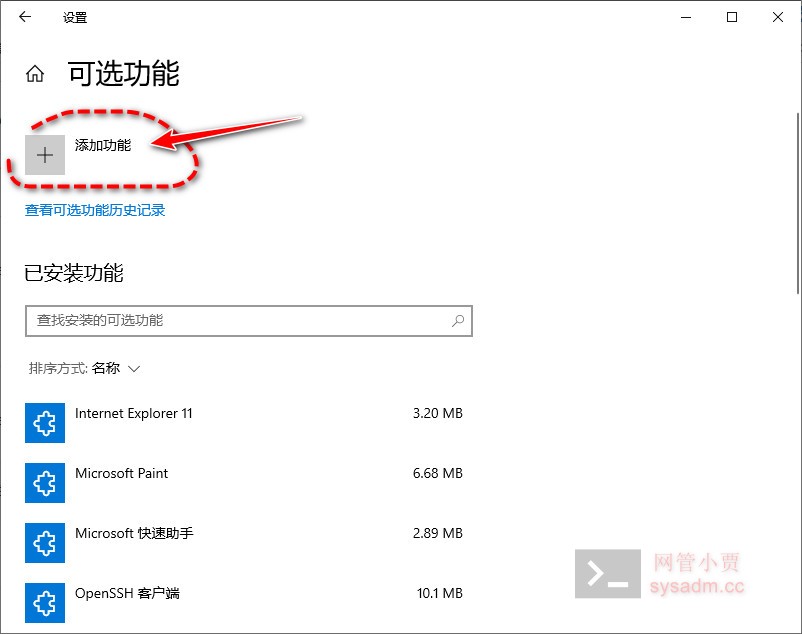 设置
可选功能
添加功能
查看可选功能历史记录
已安装功能
查找安装的可选功能
排序方式: 名称
Internet Explorer 11 3.20 MB
Microsoft Paint 6.68 MB
Microsoft 快速助手 2.89 MB
OpenSSH 客户端 10.1 MB
网管小贾
sysadm.cc